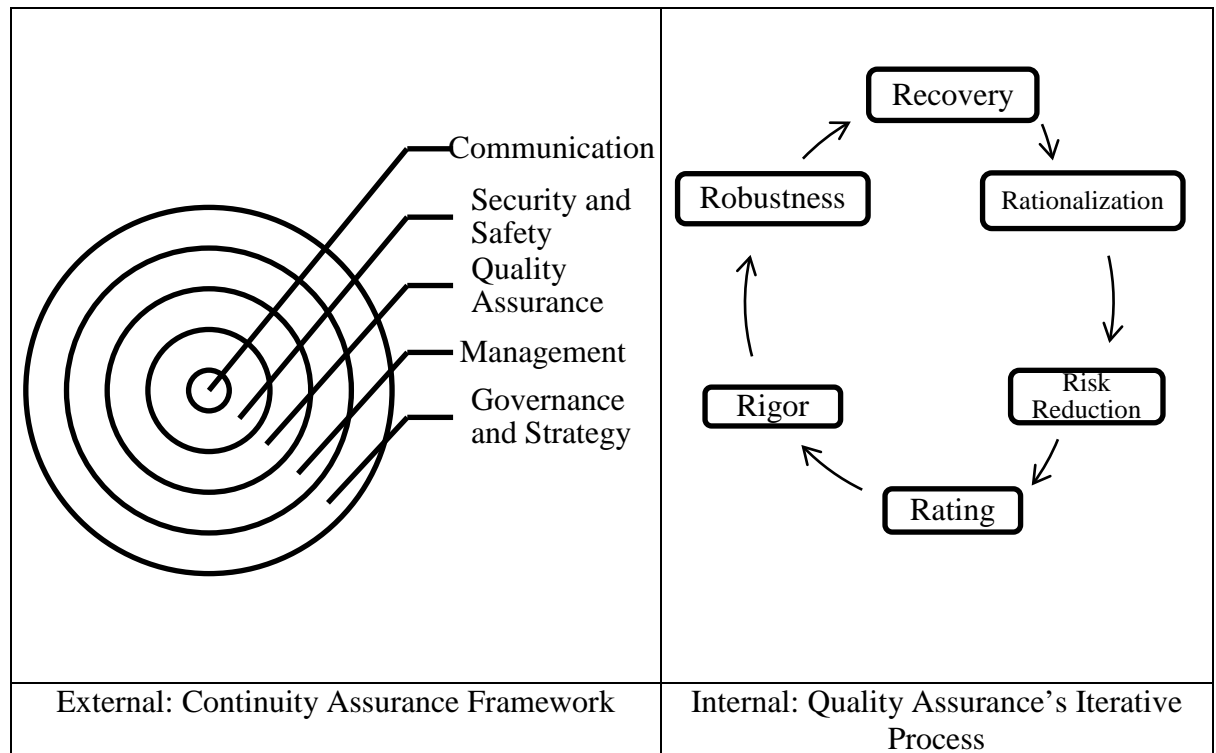 Communication
Security and
Safety
Quality
Assurance
Management
Governance
and Strategy
Recovery
Rationalization
Risk
Reduction
Rating
Rigor
Robustness
External: Continuity Assurance Framework
Internal: Quality Assurance’s Iterative
Process